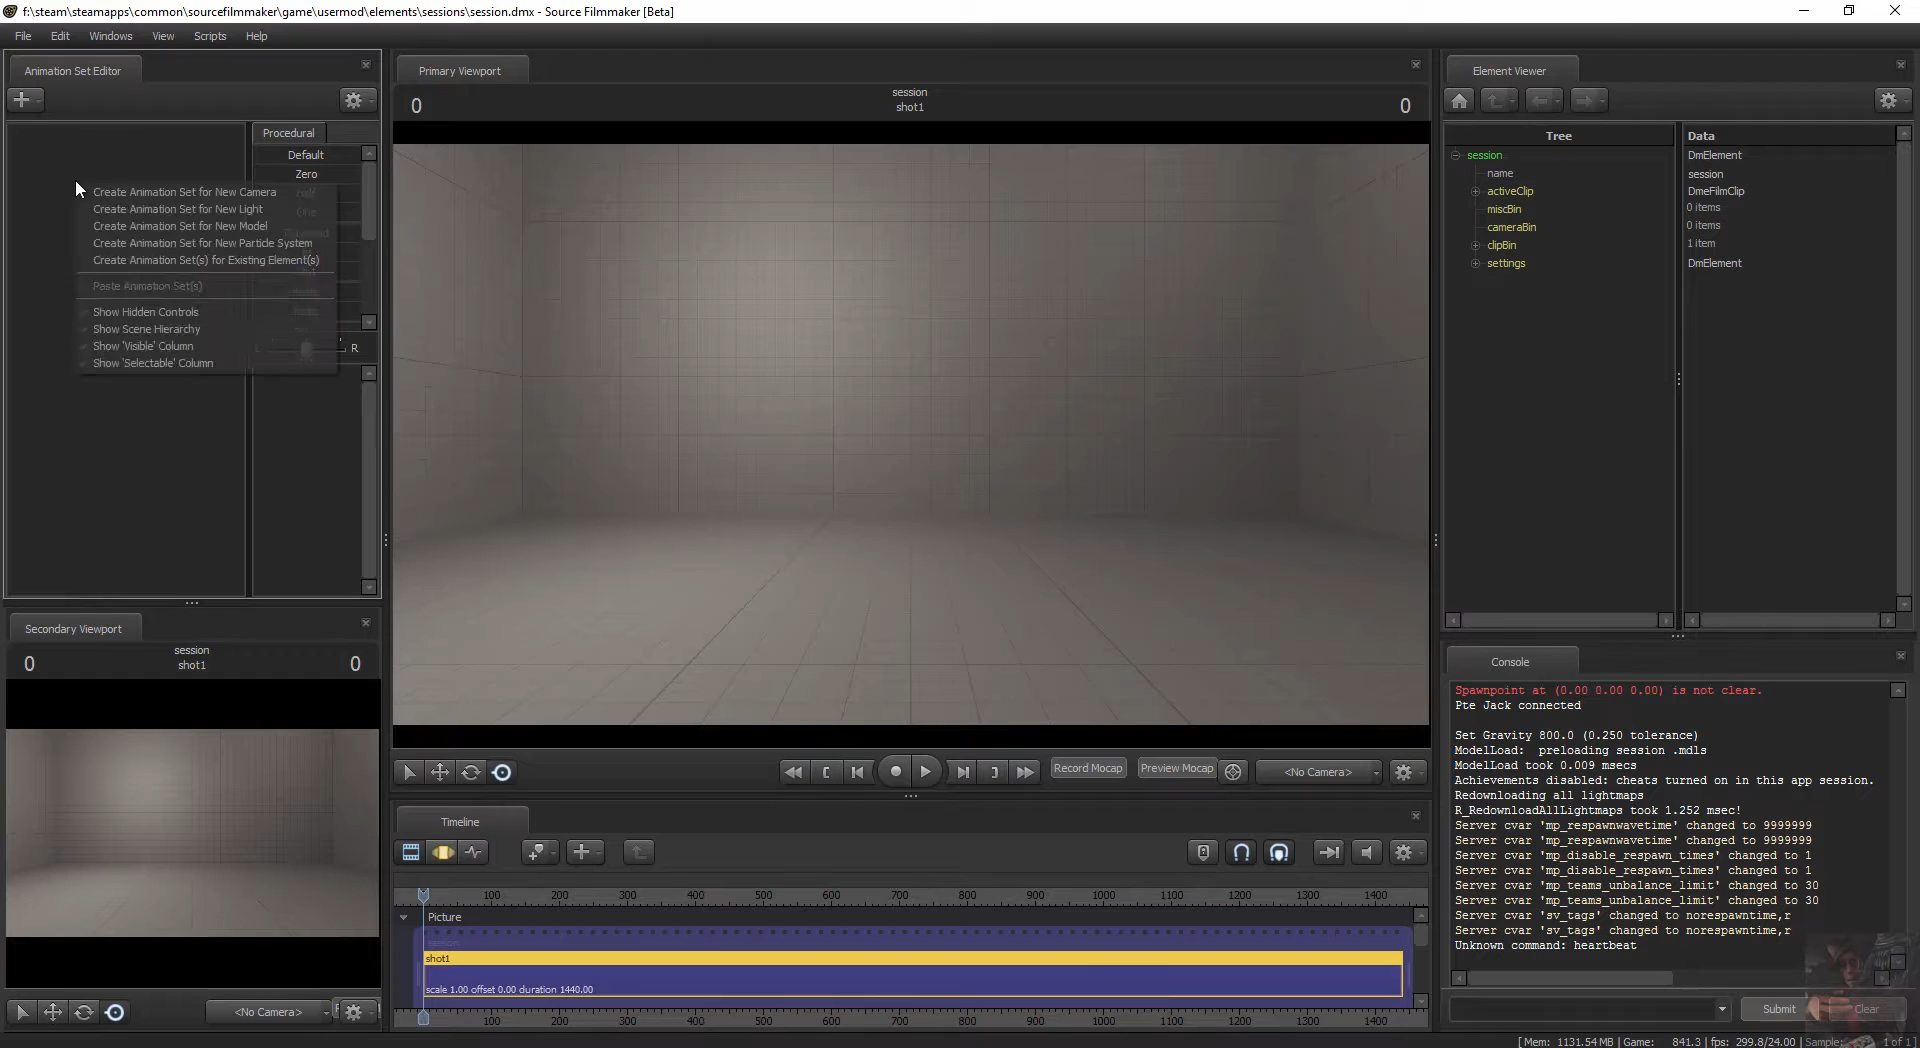 f:\steam\steamapps\common\sourcefilmmaker\game\usermod\elements\sessions\session.dmx - Source Filmmaker [Beta]
File Edit Windows View Scripts Help
Animation Set Editor
Procedural
Default
Zero
Create Animation Set for New Camera
Create Animation Set for New Light
Create Animation Set for New Model
Create Animation Set for New Particle System
Create Animation Set(s) for Existing Element(s)
Paste Animation Set(s)
Show Hidden Controls
Show Scene Hierarchy
Show 'Visible' Column
Show 'Selectable' Column
R
Secondary Viewport
session
0 shot1 0
<No Camera>
Primary Viewport
session
0 shot1 0
Record Mocap Preview Mocap <No Camera>
Timeline
100 200 300 400 500 600 700 800 900 1000 1100 1200 1300 1400
Picture
session
shot1
scale 1.00 offset 0.00 duration 1440.00
100 200 300 400 500 600 700 800 900 1000 1100 1200 1300 1400
Element Viewer
Tree Data
session DmElement
name session
activeClip DmeFilmClip
miscBin 0 items
cameraBin 0 items
clipBin 1 item
settings DmElement
Console
Spawnpoint at (0.00 0.00 0.00) is not clear.
Pte Jack connected
Set Gravity 800.0 (0.250 tolerance)
ModelLoad: preloading session .mdls
ModelLoad took 0.009 msecs
Achievements disabled: cheats turned on in this app session.
Redownloading all lightmaps
R_RedownloadAllLightmaps took 1.252 msec!
Server cvar 'mp_respawnwavetime' changed to 9999999
Server cvar 'mp_respawnwavetime' changed to 9999999
Server cvar 'mp_disable_respawn_times' changed to 1
Server cvar 'mp_disable_respawn_times' changed to 1
Server cvar 'mp_teams_unbalance_limit' changed to 30
Server cvar 'mp_teams_unbalance_limit' changed to 30
Server cvar 'sv_tags' changed to norespawntime,r
Server cvar 'sv_tags' changed to norespawntime,r
Unknown command: heartbeat
Submit Clear
[ Mem: 1131.54 MB | Game: 841.3 | fps: 299.8/24.00 | Sample: 1 of 1 ]